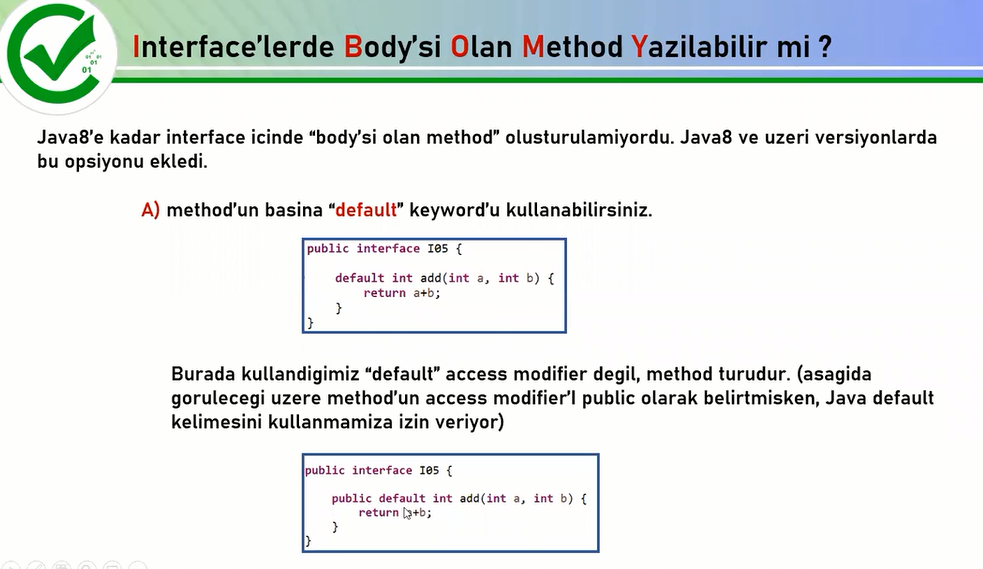 Interface'lerde Body'si Olan Method Yazilabilir mi ?
Java8'e kadar interface icinde “body'si olan method” olusturulamiyordu. Java8 ve uzeri versiyonlarda
bu opsiyonu ekledi.
A) method'un basina “default” keyword'u kullanabilirsiniz.
public interface I05 {
default int add(int a, int b) {
return a+b;
}
}
Burada kullandigimiz “default” access modifier degil, method turudur. (asagida
gorulecegi uzere method'un access modifier'I public olarak belirtmisken, Java default
kelimesini kullanmamiza izin veriyor)
public interface I05 {
public default int add(int a, int b) {
return a+b;
}
}